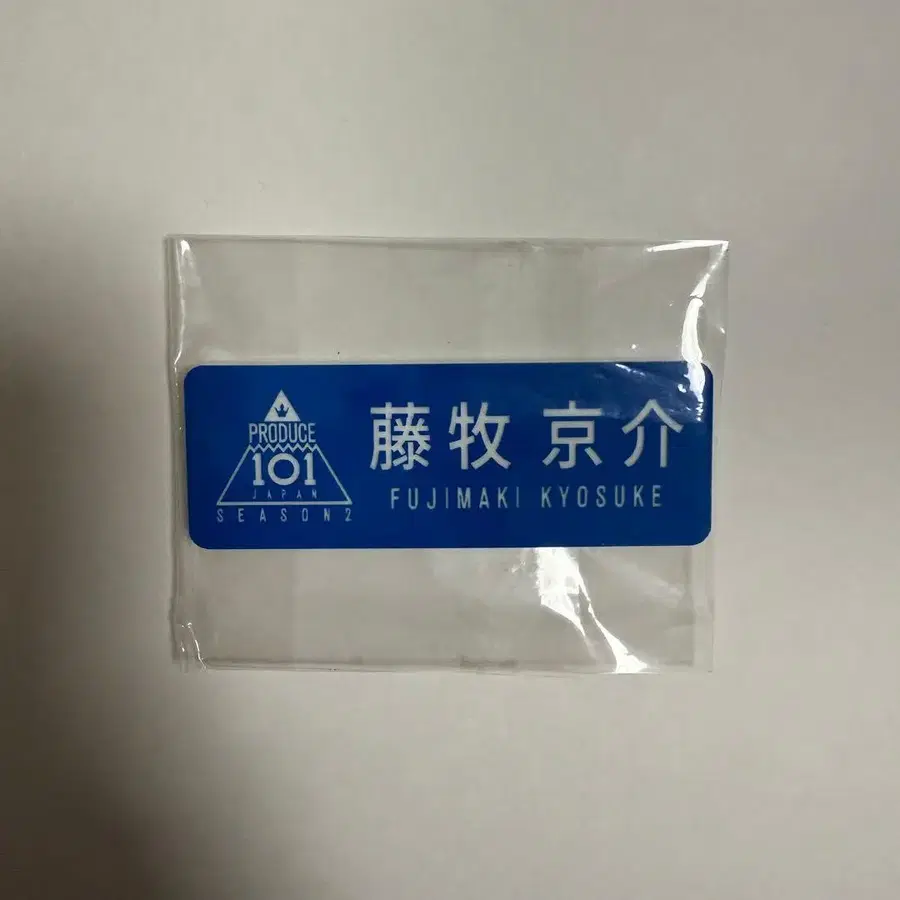 PRODUCE
101
JAPAN
SEASON2
藤牧 京介
FUJIMAKI KYOSUKE